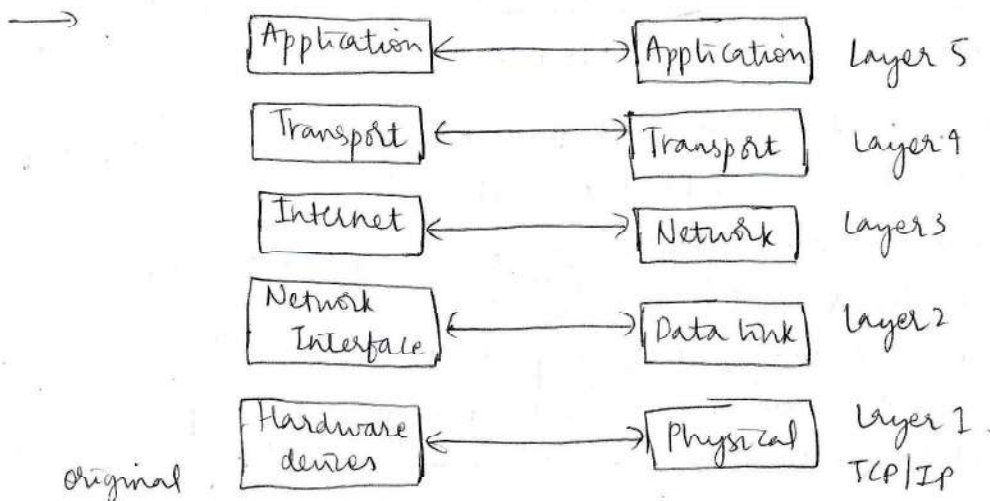 Application Application Layer 5
Transport Transport Layer 4
Internet Network Layer 3
Network
Interface Data link Layer 2
Hardware
devices Physical Layer 1
original TCP/IP